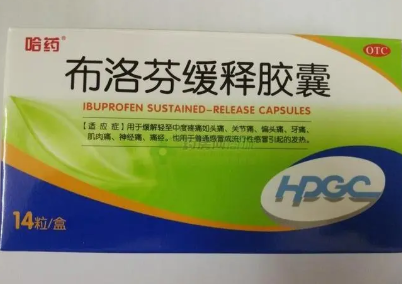 哈药
OTC
布洛芬缓释胶囊
IBUPROFEN SUSTAINED-RELEASE CAPSULES
【适应症】用于缓解轻至中度疼痛如头痛、关节痛、偏头痛、牙痛、
肌肉痛、神经痛、痛经。也用于普通感冒或流行性感冒引起的发热。
HPGC
14粒/盒